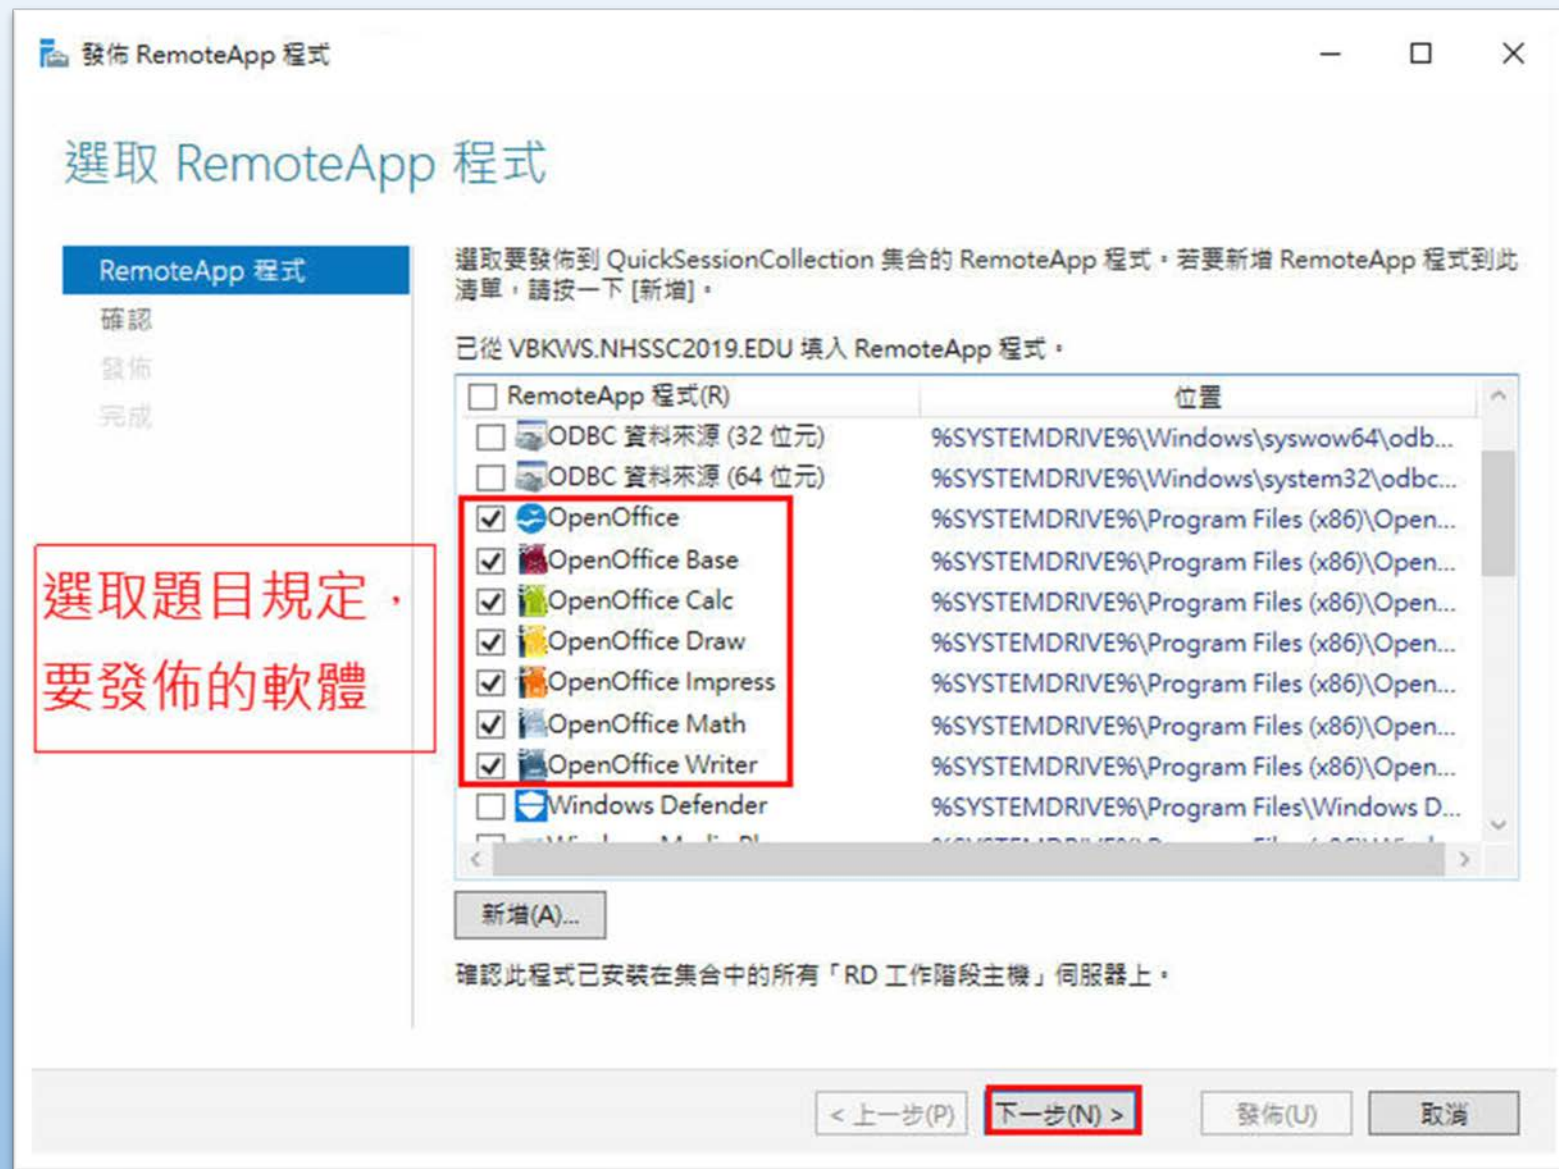 發佈 RemoteApp 程式
選取 RemoteApp 程式
RemoteApp 程式
確認
發佈
完成
選取要發佈到 QuickSessionCollection 集合的 RemoteApp 程式。若要新增 RemoteApp 程式到此
清單，請按一下 [新增]。
已從 VBKWS.NHSSC2019.EDU 填入 RemoteApp 程式。
RemoteApp 程式(R) 位置
ODBC 資料來源 (32 位元) %SYSTEMDRIVE%\Windows\syswow64\odb...
ODBC 資料來源 (64 位元) %SYSTEMDRIVE%\Windows\system32\odbc...
OpenOffice %SYSTEMDRIVE%\Program Files (x86)\Open...
OpenOffice Base %SYSTEMDRIVE%\Program Files (x86)\Open...
OpenOffice Calc %SYSTEMDRIVE%\Program Files (x86)\Open...
OpenOffice Draw %SYSTEMDRIVE%\Program Files (x86)\Open...
OpenOffice Impress %SYSTEMDRIVE%\Program Files (x86)\Open...
OpenOffice Math %SYSTEMDRIVE%\Program Files (x86)\Open...
OpenOffice Writer %SYSTEMDRIVE%\Program Files (x86)\Open...
Windows Defender %SYSTEMDRIVE%\Program Files\Windows D...
選取題目規定，
要發佈的軟體
新增(A)...
確認此程式已安裝在集合中的所有「RD 工作階段主機」伺服器上。
< 上一步(P) 下一步(N) > 發佈(U) 取消